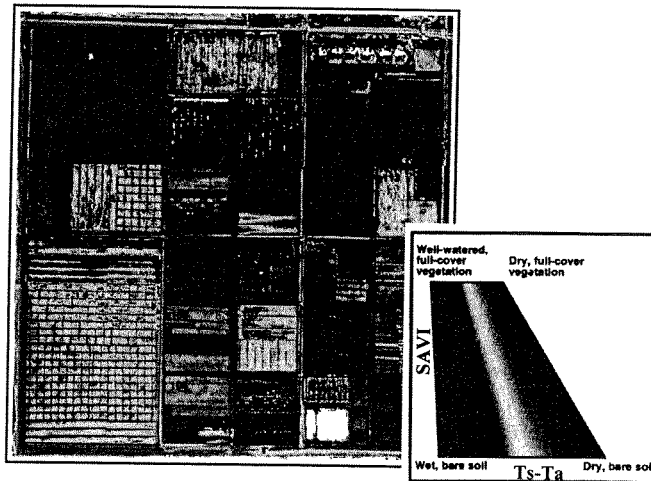 Well-watered,
full-cover
vegetation
Dry, full-cover
vegetation
SAVI
Wet, bare soil
Ts-Ta
Dry, bare soil